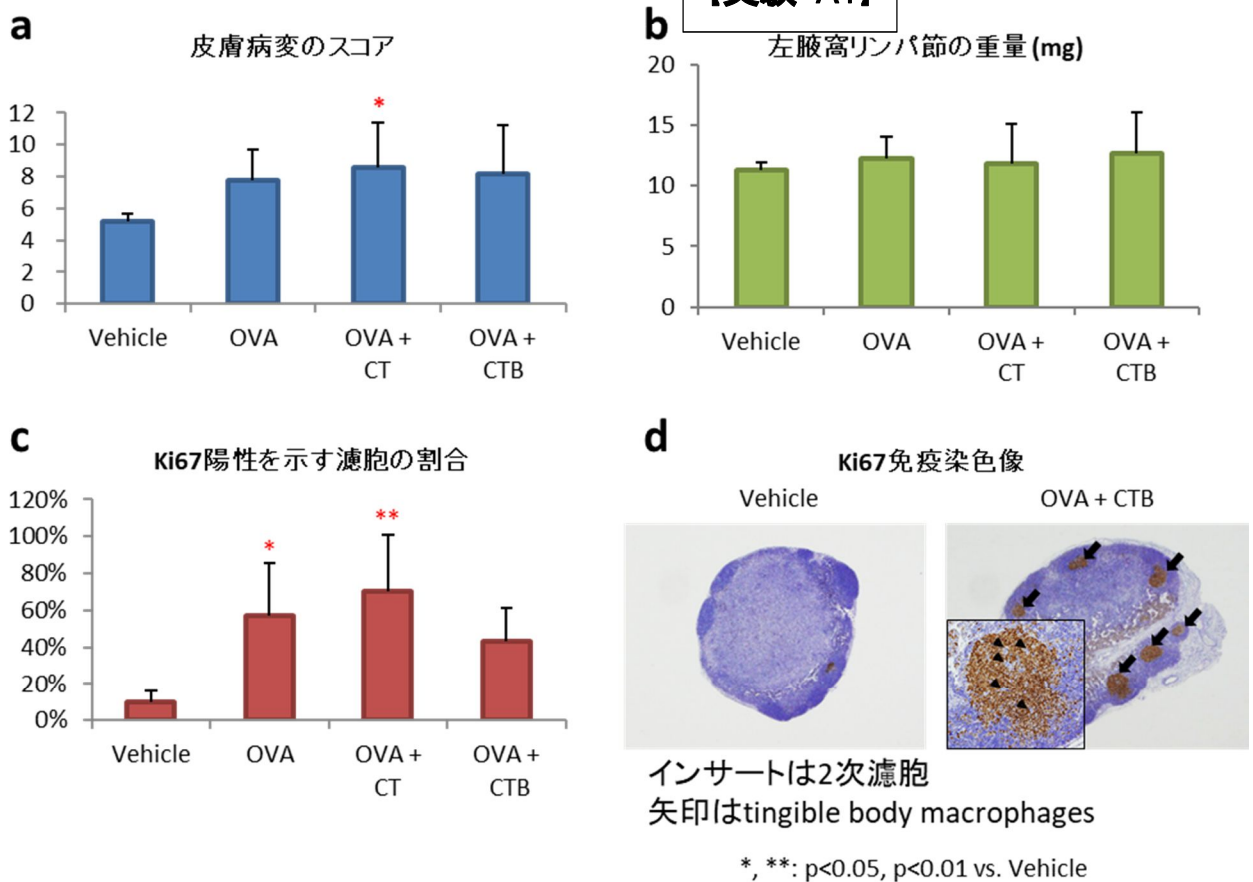 a
皮膚病変のスコア
12
10
8
6
4
2
0
*
Vehicle
OVA
OVA +
CT
OVA +
CTB
b
左腋窩リンパ節の重量(mg)
20
15
10
5
0
Vehicle
OVA
OVA +
CT
OVA +
CTB
c
Ki67陽性を示す濾胞の割合
120%
100%
80%
60%
40%
20%
0%
*
**
Vehicle
OVA
OVA +
CT
OVA +
CTB
d
Ki67免疫染色像
Vehicle
OVA + CTB
インサートは2次濾胞
矢印はtingible body macrophages
*, **: p<0.05, p<0.01 vs. Vehicle